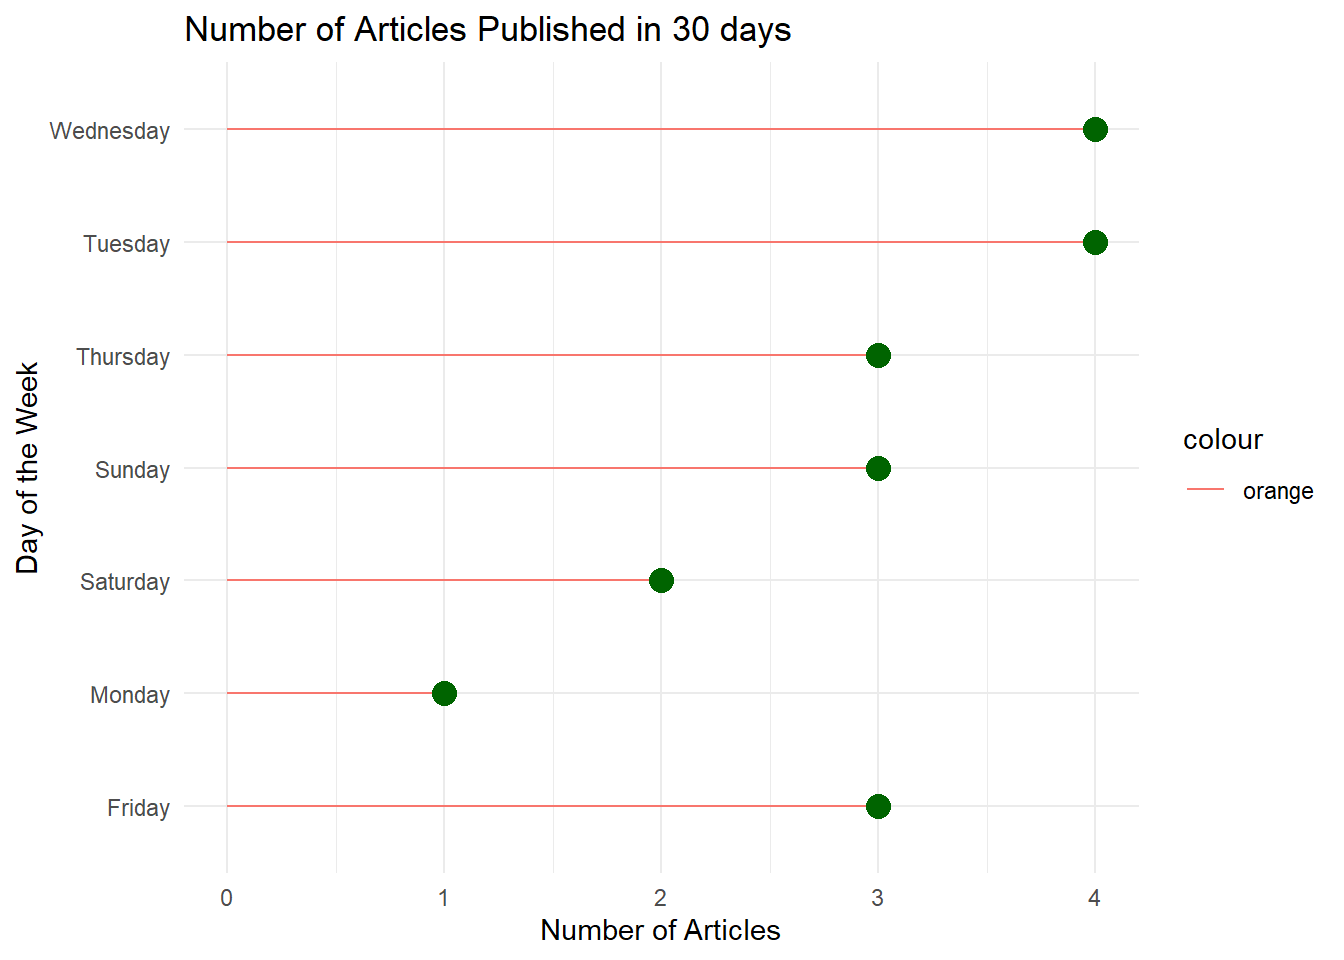 Number of Articles Published in 30 days
Day of the Week
Wednesday
Tuesday
Thursday
Sunday
Saturday
Monday
Friday
0 1 2 3 4
Number of Articles
colour
orange